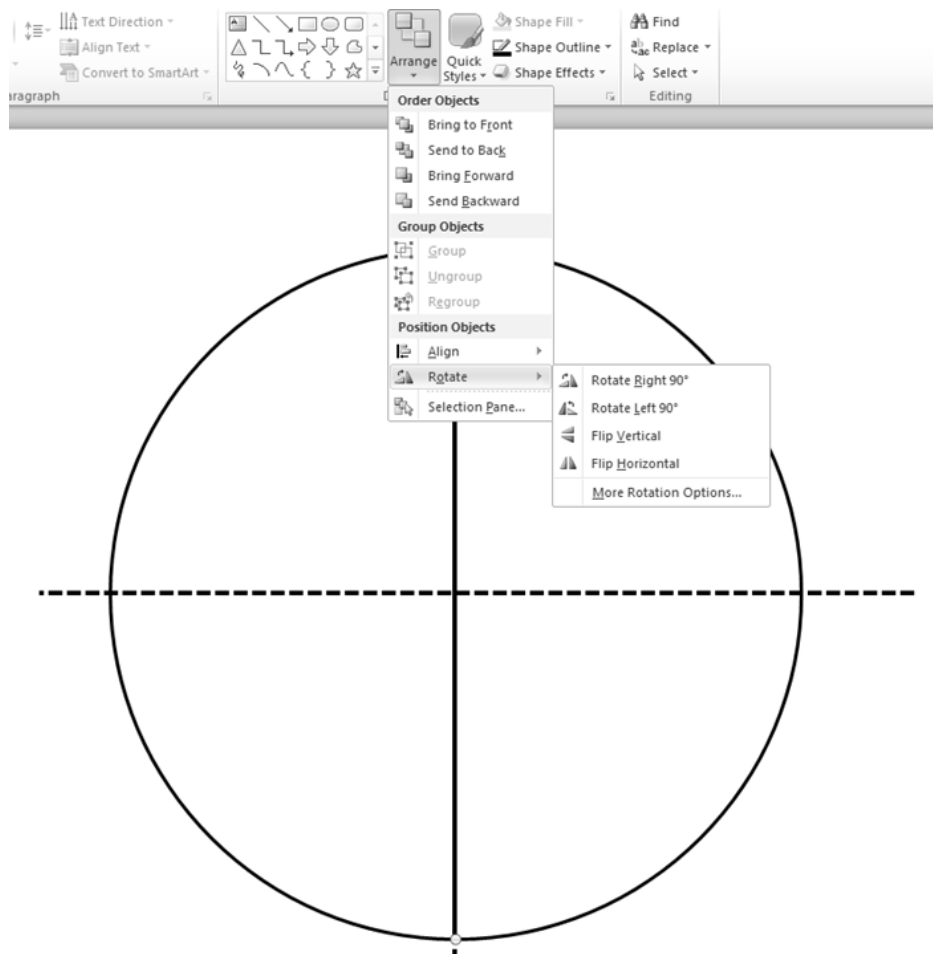 Text Direction
Align Text
Convert to SmartArt
aragraph
Arrange
Quick
Styles
Shape Fill
Shape Outline
Shape Effects
Find
Replace
Select
Editing
Order Objects
Bring to Front
Send to Back
Bring Forward
Send Backward
Group Objects
Group
Ungroup
Regroup
Position Objects
Align
Rotate
Selection Pane...
Rotate Right 90°
Rotate Left 90°
Flip Vertical
Flip Horizontal
More Rotation Options...